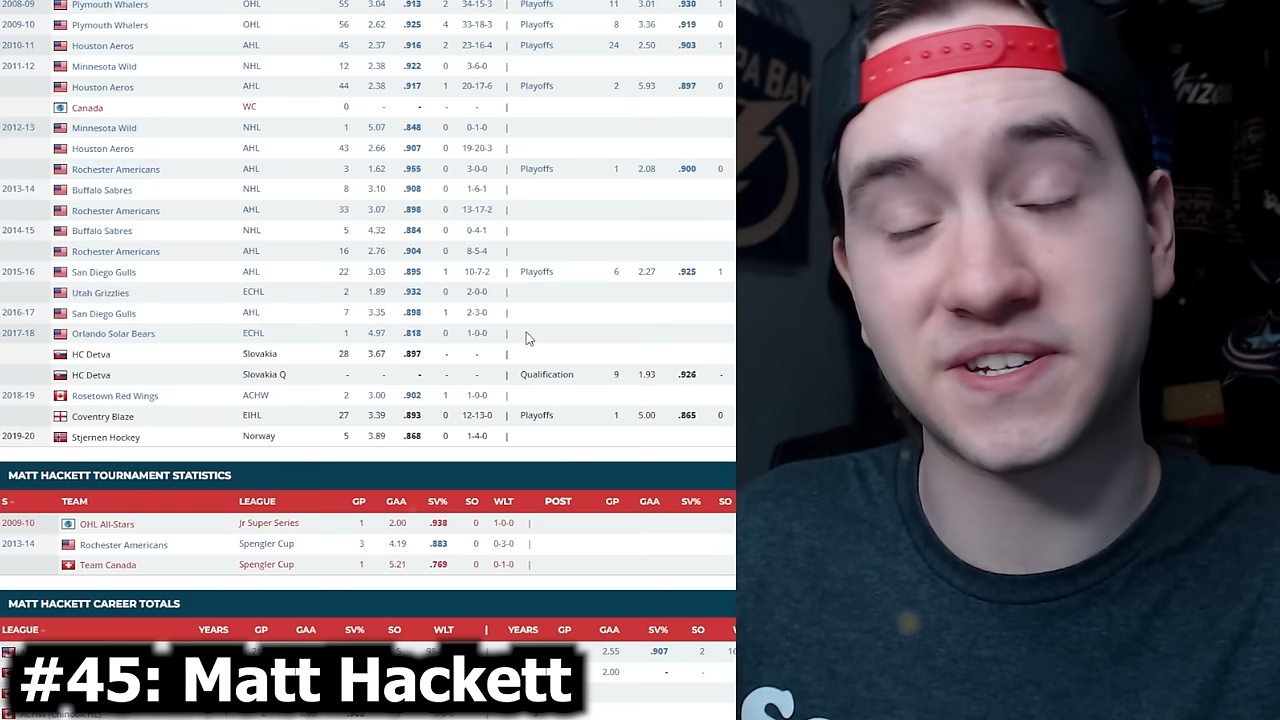 2008-09 Plymouth Whalers OHL 55 3.04 .913 2 34-15-3 Playoffs 11 3.01 .930 1
2009-10 Plymouth Whalers OHL 56 2.62 .925 4 33-18-3 | Playoffs 8 3.36 .919 0
2010-11 Houston Aeros AHL 45 2.37 .916 2 23-16-4 | Playoffs 24 2.50 .903 1
2011-12 Minnesota Wild NHL 12 2.38 .922 0 3-6-0 |
Houston Aeros AHL 44 2.38 .917 1 20-17-6 | Playoffs 2 5.93 .897 0
Canada WC 0 - - - - |
2012-13 Minnesota Wild NHL 1 5.07 .848 0 0-1-0 |
Houston Aeros AHL 43 2.66 .907 0 19-20-3 |
Rochester Americans AHL 3 1.62 .955 0 3-0-0 | Playoffs 1 2.08 .900 0
2013-14 Buffalo Sabres NHL 8 3.10 .908 0 1-6-1 |
Rochester Americans AHL 33 3.07 .898 0 13-17-2 |
2014-15 Buffalo Sabres NHL 5 4.32 .884 0 0-4-1 |
Rochester Americans AHL 16 2.76 .904 0 8-5-4 |
2015-16 San Diego Gulls AHL 22 3.03 .895 1 10-7-2 | Playoffs 6 2.27 .925 1
Utah Grizzlies ECHL 2 1.89 .932 0 2-0-0 |
2016-17 San Diego Gulls AHL 7 3.35 .898 1 2-3-0 |
2017-18 Orlando Solar Bears ECHL 1 4.97 .818 0 1-0-0 |
HC Detva Slovakia 28 3.67 .897 - - |
HC Detva Slovakia Q - - - - - | Qualification 9 1.93 .926 -
2018-19 Rosetown Red Wings ACHW 2 3.00 .902 1 1-0-0 |
Coventry Blaze EIHL 27 3.39 .893 0 12-13-0 | Playoffs 1 5.00 .865 0
2019-20 Stjernen Hockey Norway 5 3.89 .868 0 1-4-0 |
MATT HACKETT TOURNAMENT STATISTICS
S TEAM LEAGUE GP GAA SV% SO WLT POST GP GAA SV% SO
2009-10 OHL All-Stars Jr Super Series 1 2.00 .938 0 1-0-0 |
2013-14 Rochester Americans Spengler Cup 3 4.19 .883 0 0-3-0 |
Team Canada Spengler Cup 1 5.21 .769 0 0-1-0 |
MATT HACKETT CAREER TOTALS
LEAGUE YEARS GP GAA SV% SO WLT | YEARS GP GAA SV% SO
2.55 .907 2
2.00 - -
#45: Matt Hackett
PA BAY